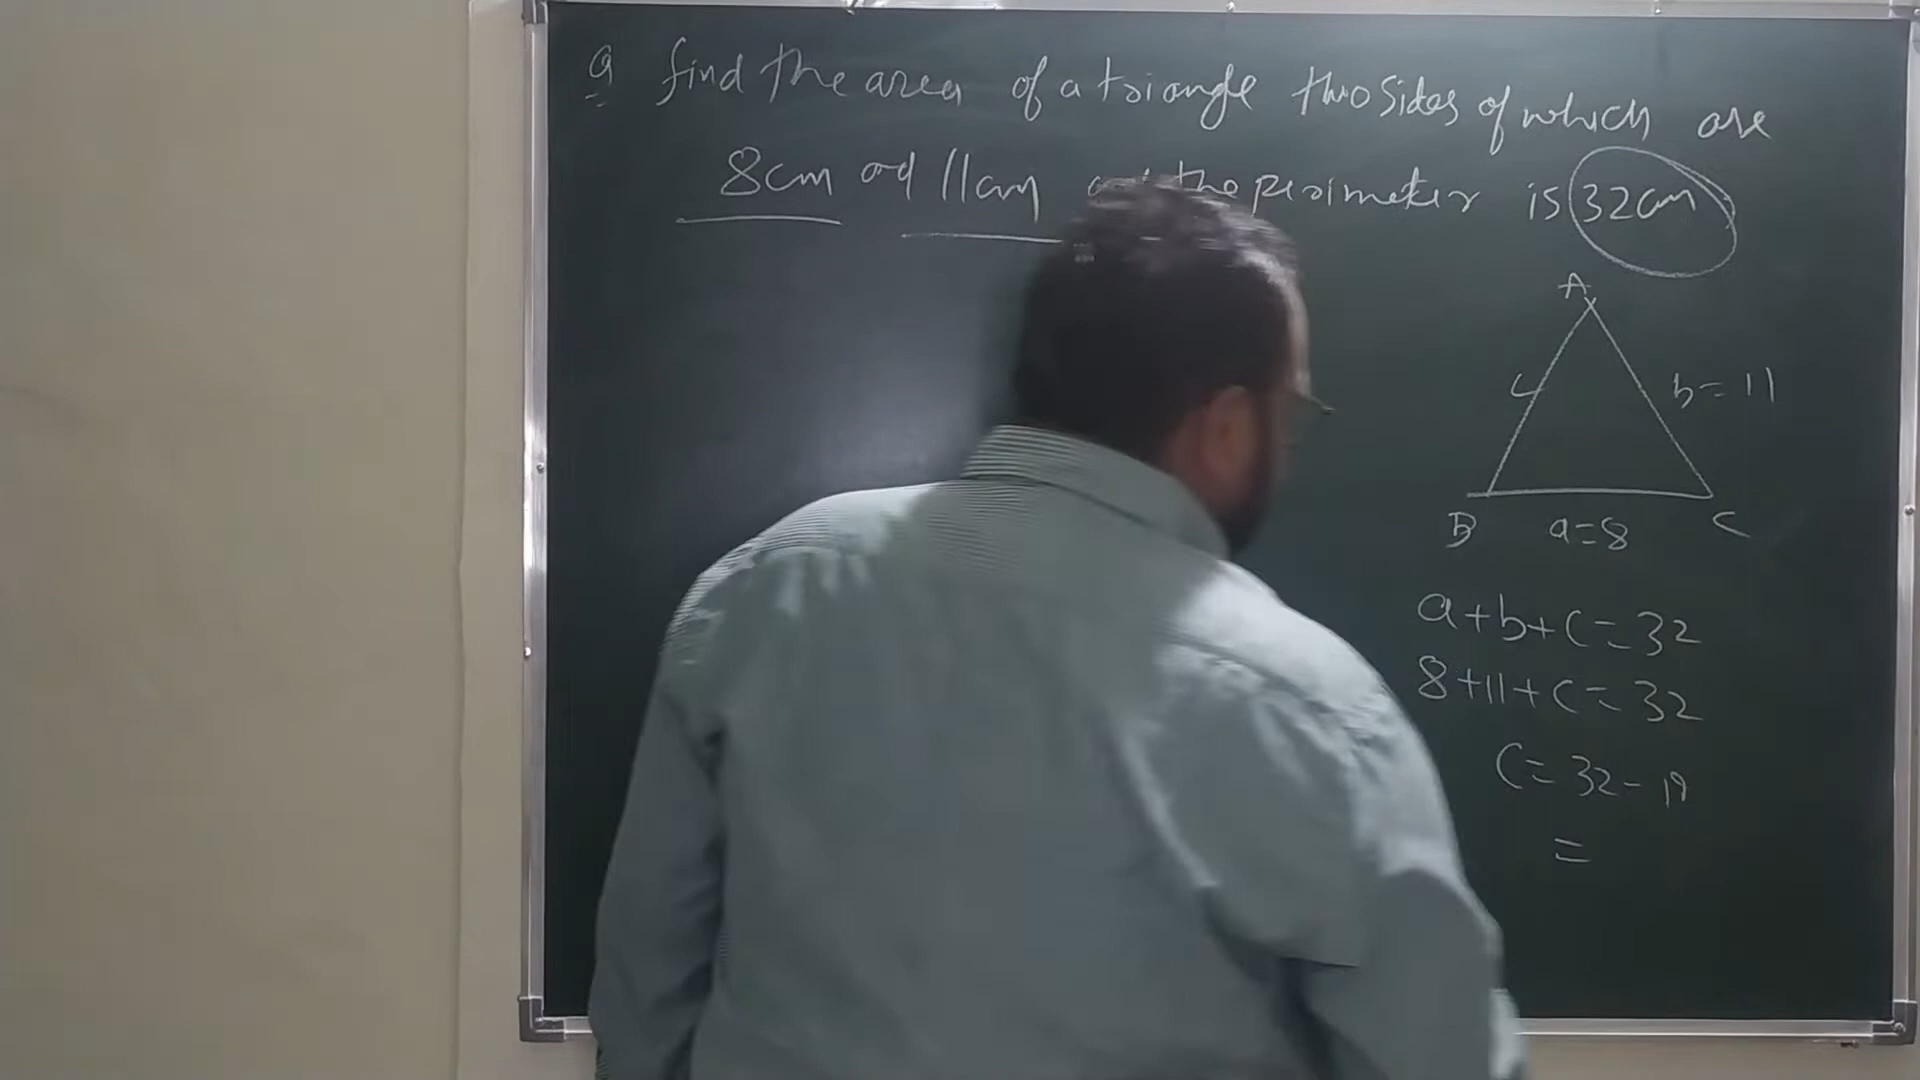 Q find the area of a triangle two sides of which are
8cm and 11cm the perimeter is 32cm
A
c
b = 11
B a=8 C
a+b+c=32
8+11+c=32
c=32-19
=